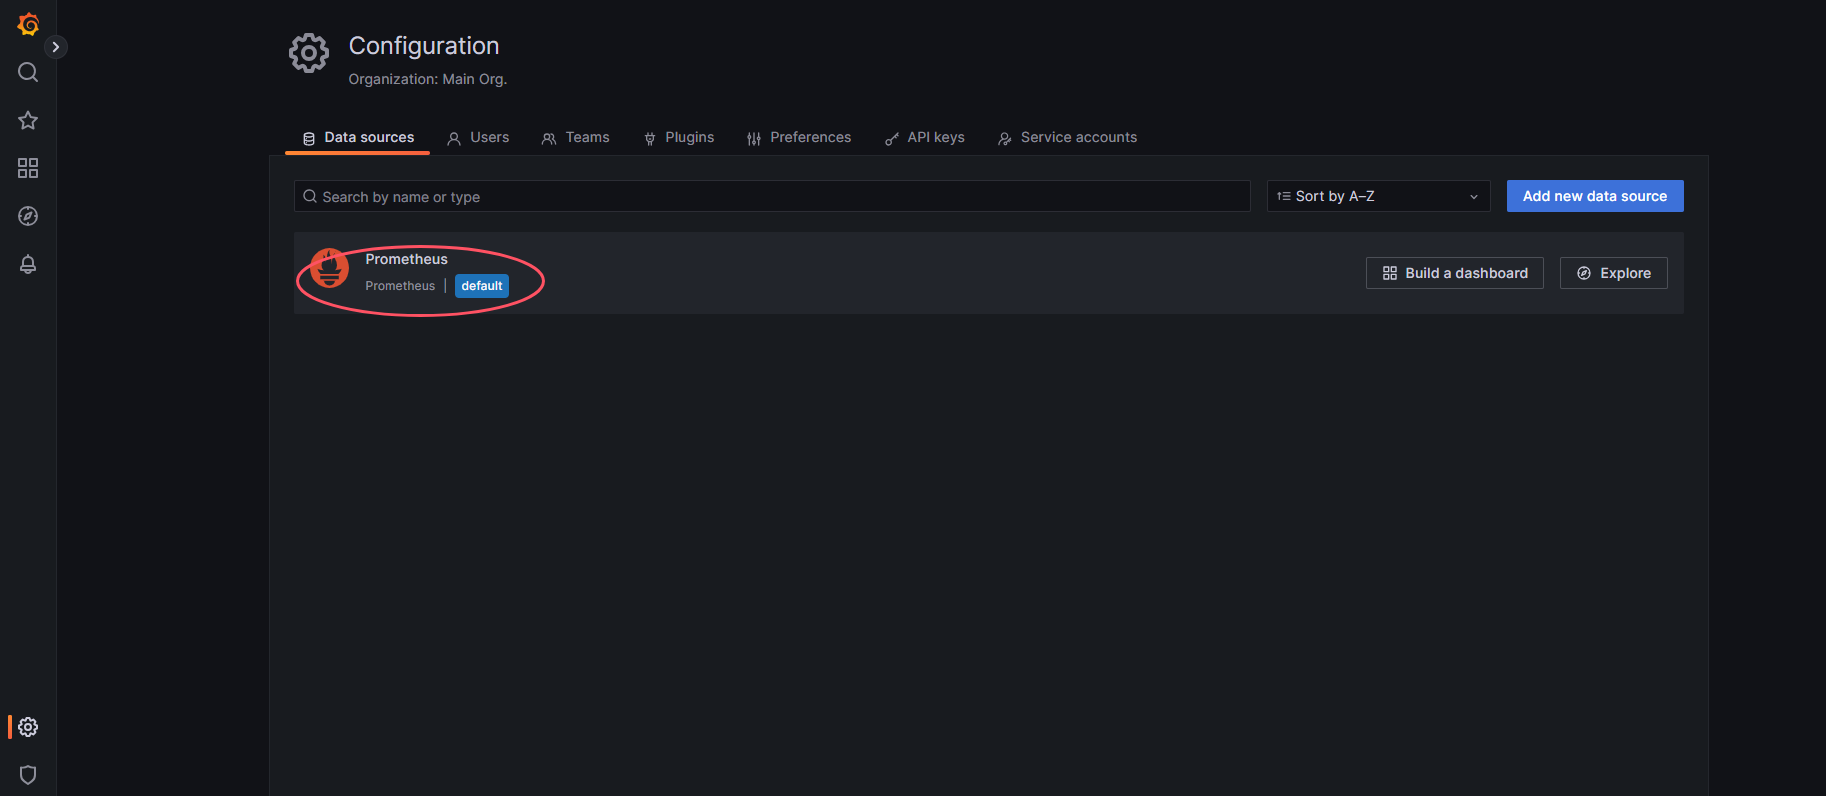 Configuration
Organization: Main Org.
Data sources Users Teams Plugins Preferences API keys Service accounts
Search by name or type Sort by A–Z Add new data source
Prometheus
Prometheus | default
Build a dashboard Explore